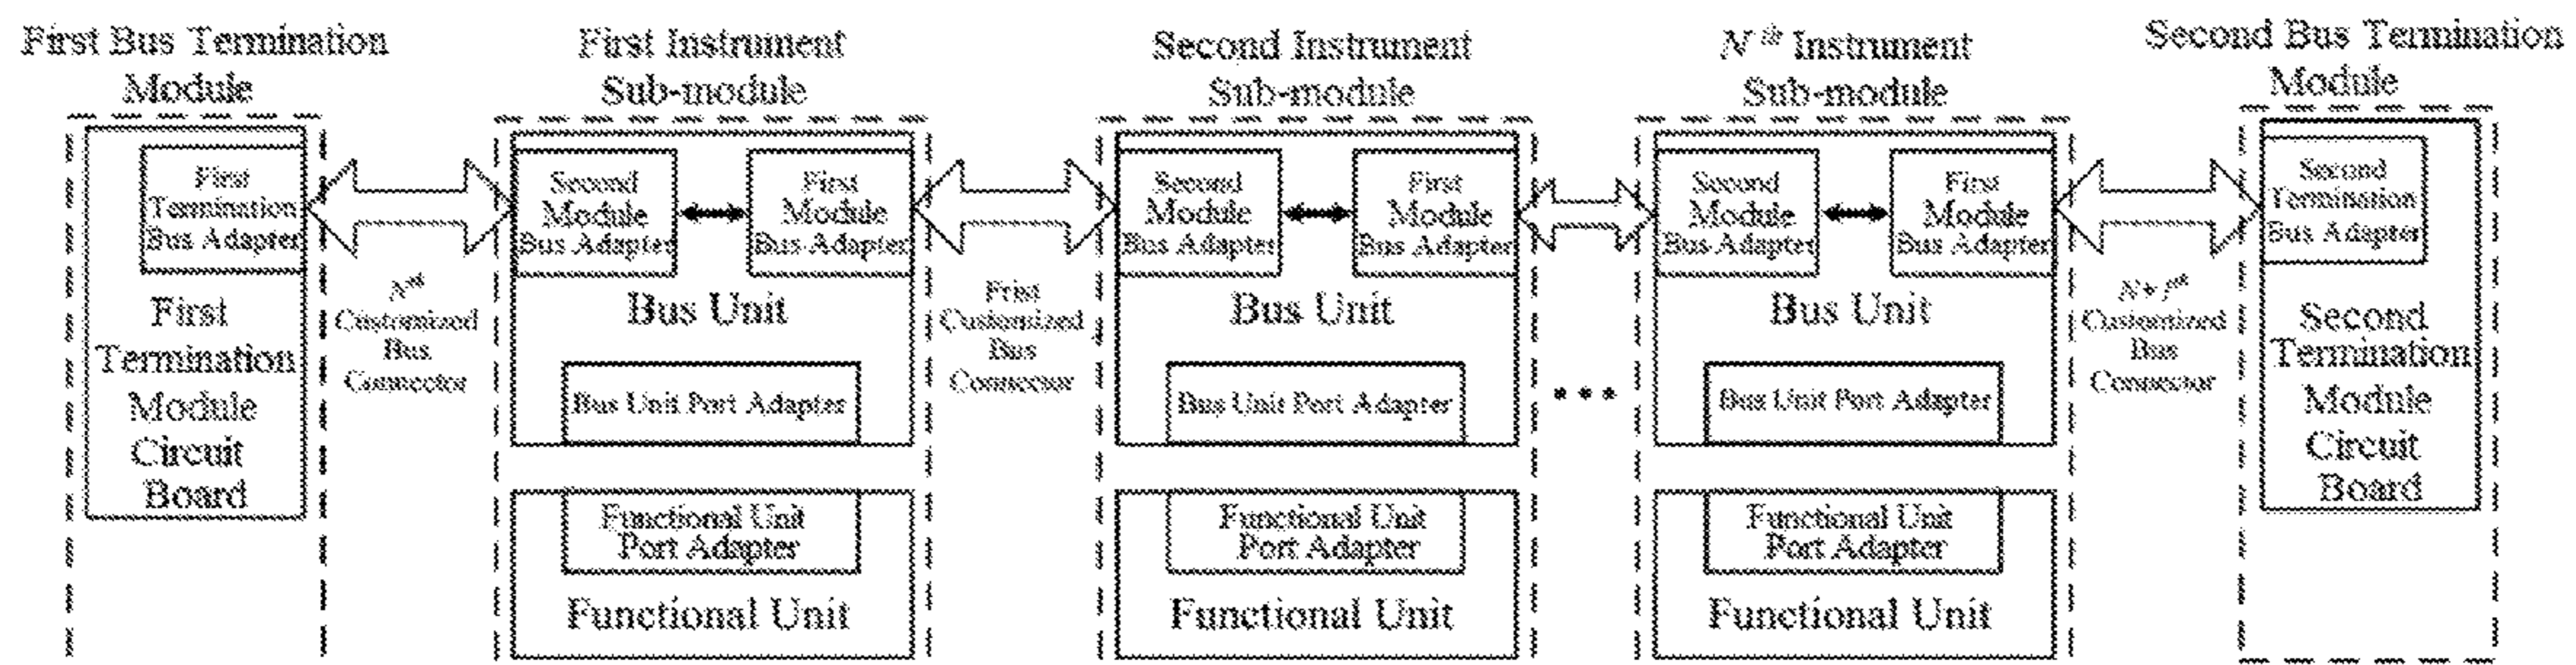 First Bus Termination
Module
First Instrument
Sub-module
Second Instrument
Sub-module
N th Instrument
Sub-module
Second Bus Termination
Module
First
Termination
Bus Adapter
First
Termination
Module
Circuit
Board
Customized
Bus
Connector
Second
Module
Bus Adapter
First
Module
Bus Adapter
Bus Unit
Bus Unit Port Adapter
Functional Unit
Port Adapter
Functional Unit
Frist
Customized
Bus
Connector
Second
Module
Bus Adapter
First
Module
Bus Adapter
Bus Unit
Bus Unit Port Adapter
Functional Unit
Port Adapter
Functional Unit
...
Second
Module
Bus Adapter
First
Module
Bus Adapter
Bus Unit
Bus Unit Port Adapter
Functional Unit
Port Adapter
Functional Unit
Customized
Bus
Connector
Second
Termination
Bus Adapter
Second
Termination
Module
Circuit
Board